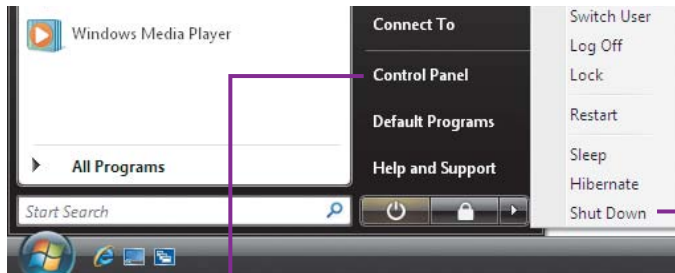 Windows Media Player
All Programs
Start Search
Connect To
Control Panel
Default Programs
Help and Support
Switch User
Log Off
Lock
Restart
Sleep
Hibernate
Shut Down